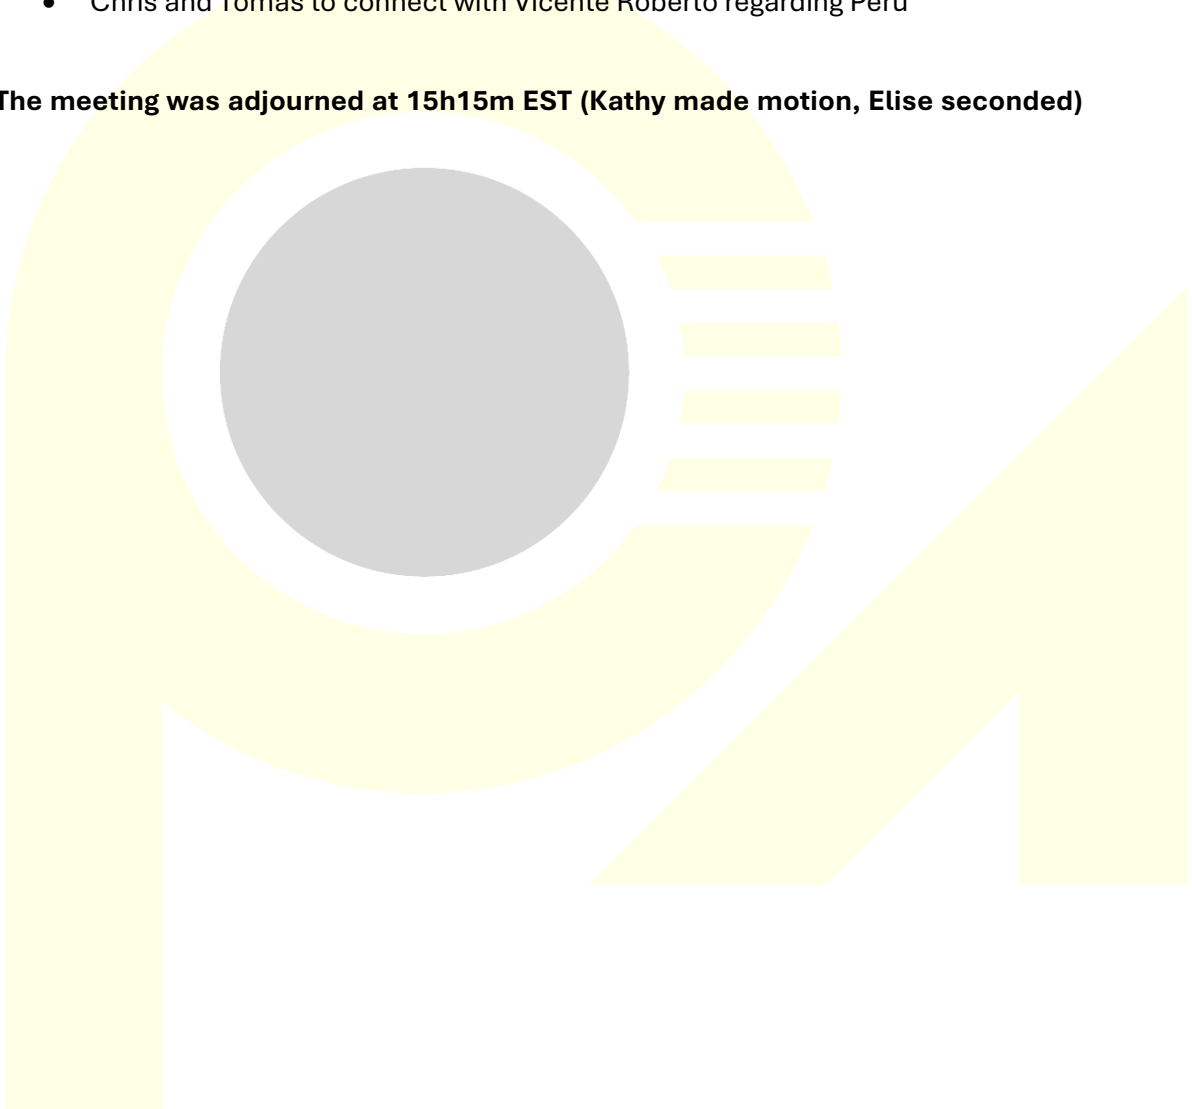 • Chris and Tomas to connect with Vicente Roberto regarding Peru
The meeting was adjourned at 15h15m EST (Kathy made motion, Elise seconded)